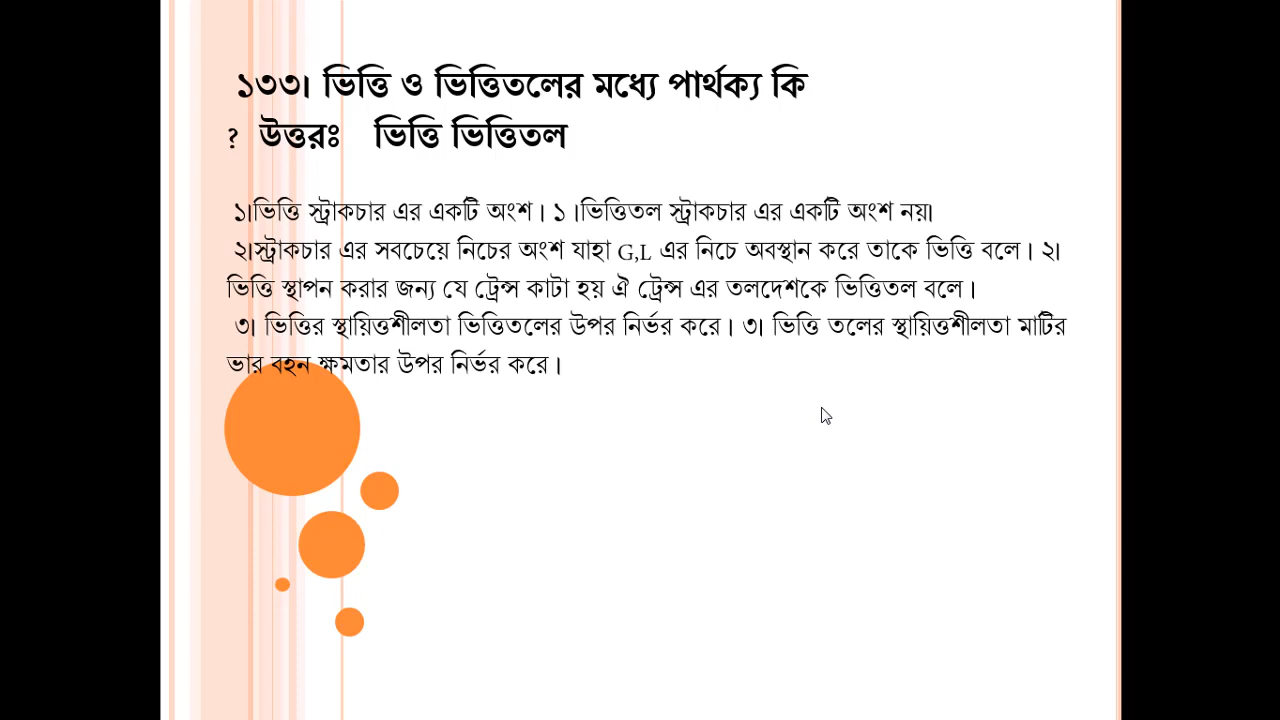 ১৩৩। ভিত্তি ও ভিত্তিতলের মধ্যে পার্থক্য কি
? উত্তরঃ ভিত্তি ভিত্তিতল
১।ভিত্তি স্ট্রাকচার এর একটি অংশ। ১।ভিত্তিতল স্ট্রাকচার এর একটি অংশ নয়।
২।স্ট্রাকচার এর সবচেয়ে নিচের অংশ যাহা G,L এর নিচে অবস্থান করে তাকে ভিত্তি বলে। ২।
ভিত্তি স্থাপন করার জন্য যে ট্রেন্স কাটা হয় ঐ ট্রেন্স এর তলদেশকে ভিত্তিতল বলে।
৩। ভিত্তির স্থায়িত্তশীলতা ভিত্তিতলের উপর নির্ভর করে। ৩। ভিত্তি তলের স্থায়িত্তশীলতা মাটির
ভার বহন ক্ষমতার উপর নির্ভর করে।